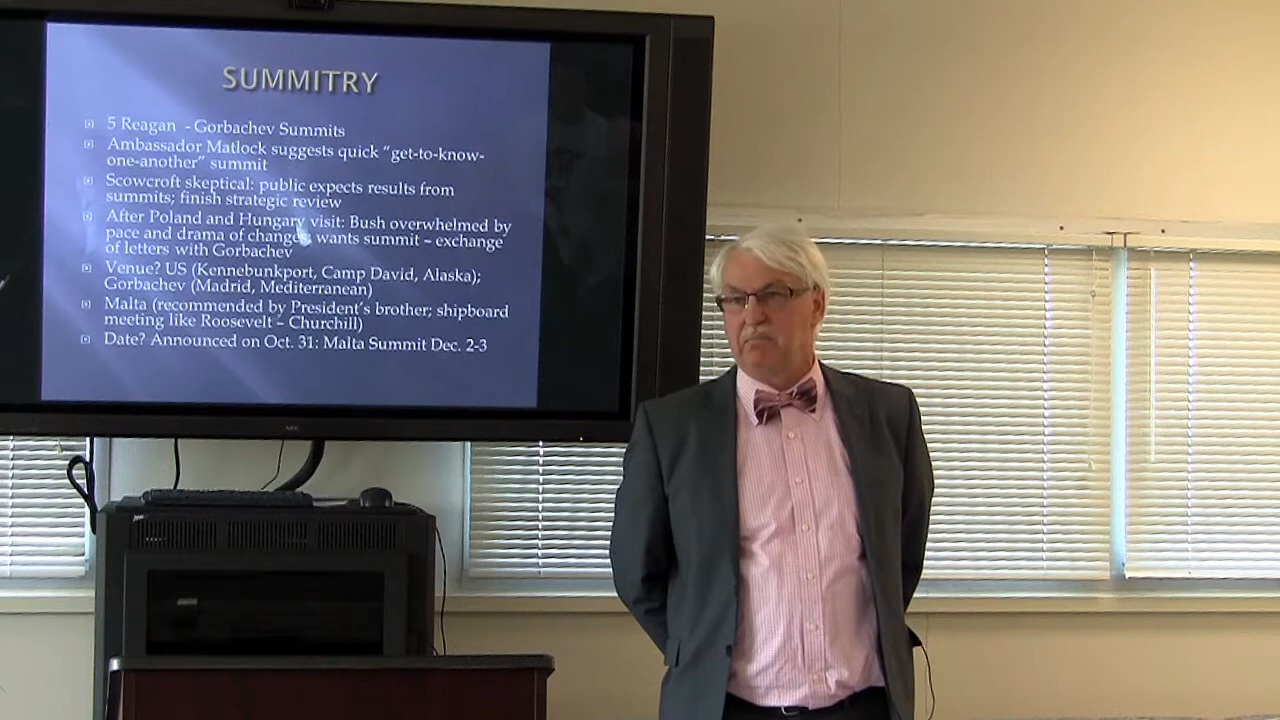 SUMMITRY
5 Reagan - Gorbachev Summits
Ambassador Matlock suggests quick “get-to-know-
one-another” summit
Scowcroft skeptical: public expects results from
summits; finish strategic review
After Poland and Hungary visit: Bush overwhelmed by
pace and drama of changes, wants summit – exchange
of letters with Gorbachev
Venue? US (Kennebunkport, Camp David, Alaska);
Gorbachev (Madrid, Mediterranean)
Malta (recommended by President's brother; shipboard
meeting like Roosevelt – Churchill)
Date? Announced on Oct. 31: Malta Summit Dec. 2-3
NEC